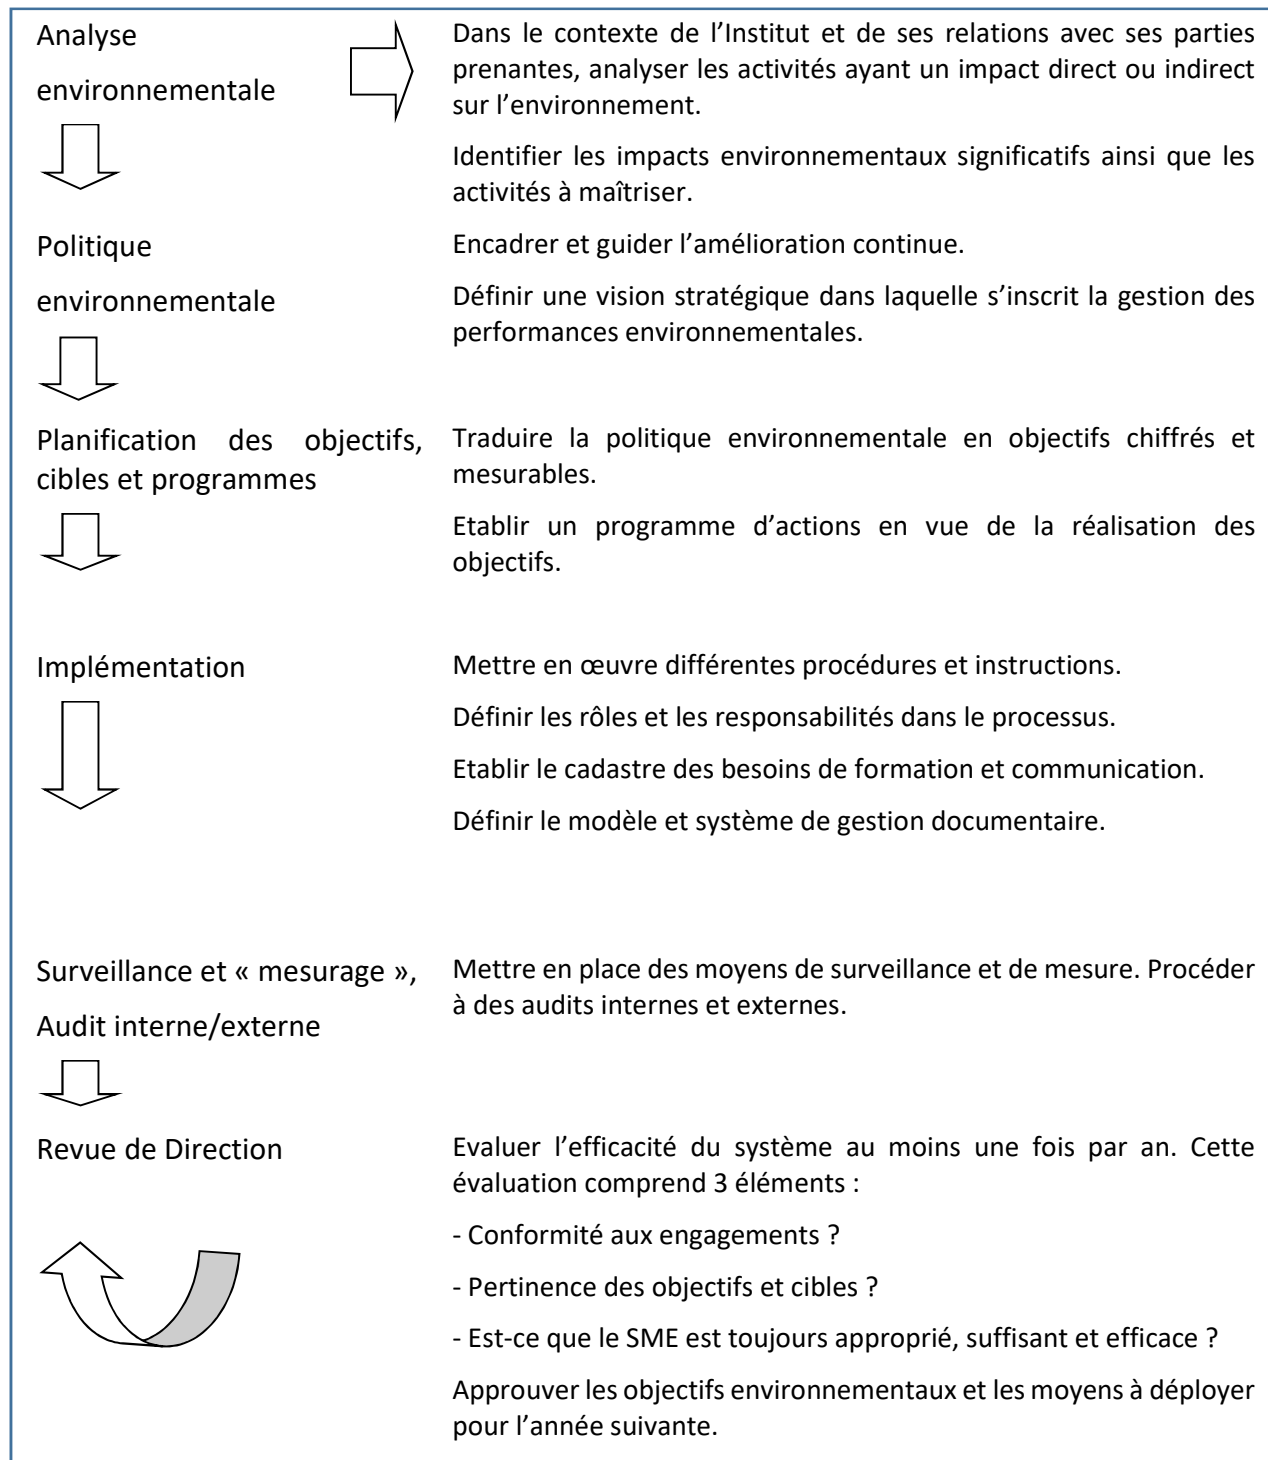 Analyse
environnementale
Dans le contexte de l’Institut et de ses relations avec ses parties
prenantes, analyser les activités ayant un impact direct ou indirect
sur l’environnement.
Identifier les impacts environnementaux significatifs ainsi que les
activités à maîtriser.
Politique
environnementale
Encadrer et guider l’amélioration continue.
Définir une vision stratégique dans laquelle s’inscrit la gestion des
performances environnementales.
Planification des objectifs,
cibles et programmes
Traduire la politique environnementale en objectifs chiffrés et
mesurables.
Etablir un programme d’actions en vue de la réalisation des
objectifs.
Implémentation
Mettre en œuvre différentes procédures et instructions.
Définir les rôles et les responsabilités dans le processus.
Etablir le cadastre des besoins de formation et communication.
Définir le modèle et système de gestion documentaire.
Surveillance et « mesurage »,
Audit interne/externe
Mettre en place des moyens de surveillance et de mesure. Procéder
à des audits internes et externes.
Revue de Direction
Evaluer l’efficacité du système au moins une fois par an. Cette
évaluation comprend 3 éléments :
- Conformité aux engagements ?
- Pertinence des objectifs et cibles ?
- Est-ce que le SME est toujours approprié, suffisant et efficace ?
Approuver les objectifs environnementaux et les moyens à déployer
pour l’année suivante.